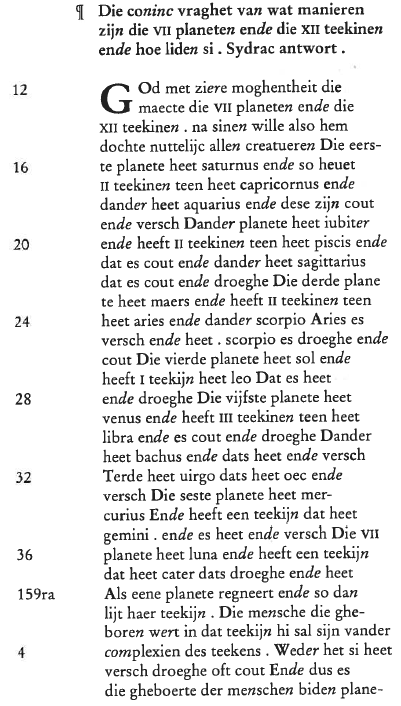 ¶ Die coninc vraghet van wat manieren
zijn die VII planeten ende die XII teekinen
ende hoe liden si . Sydrac antwort .
12 God met ziere moghentheit die
maecte die VII planeten ende die
XII teekinen . na sinen wille also hem
dochte nuttelijc allen creatueren Die eers-
16 te planete heet saturnus ende so heuet
II teekinen teen heet capricornus ende
dander heet aquarius ende dese zijn cout
ende versch Dander planete heet iubiter
20 ende heeft II teekinen teen heet piscis ende
dat es cout ende dander heet sagittarius
dat es cout ende droeghe Die derde plane
te heet maers ende heeft II teekinen teen
24 heet aries ende dander scorpio Aries es
versch ende heet . scorpio es droeghe ende
cout Die vierde planete heet sol ende
heeft I teekijn heet leo Dat es heet
28 ende droeghe Die vijfste planete heet
venus ende heeft III teekinen teen heet
libra ende es cout ende droeghe Dander
heet bachus ende dats heet ende versch
32 Terde heet uirgo dats heet oec ende
versch Die seste planete heet mer-
curius Ende heeft een teekijn dat heet
gemini . ende es heet ende versch Die VII
36 planete heet luna ende heeft een teekijn
dat heet cater dats droeghe ende heet
159ra Als eene planete regneert ende so dan
lijt haer teekijn . Die mensche die ghe-
boren wert in dat teekijn hi sal sijn vander
4 complexien des teekens . Weder het si heet
versch droeghe oft cout Ende dus es
die gheboerte der menschen biden plane-